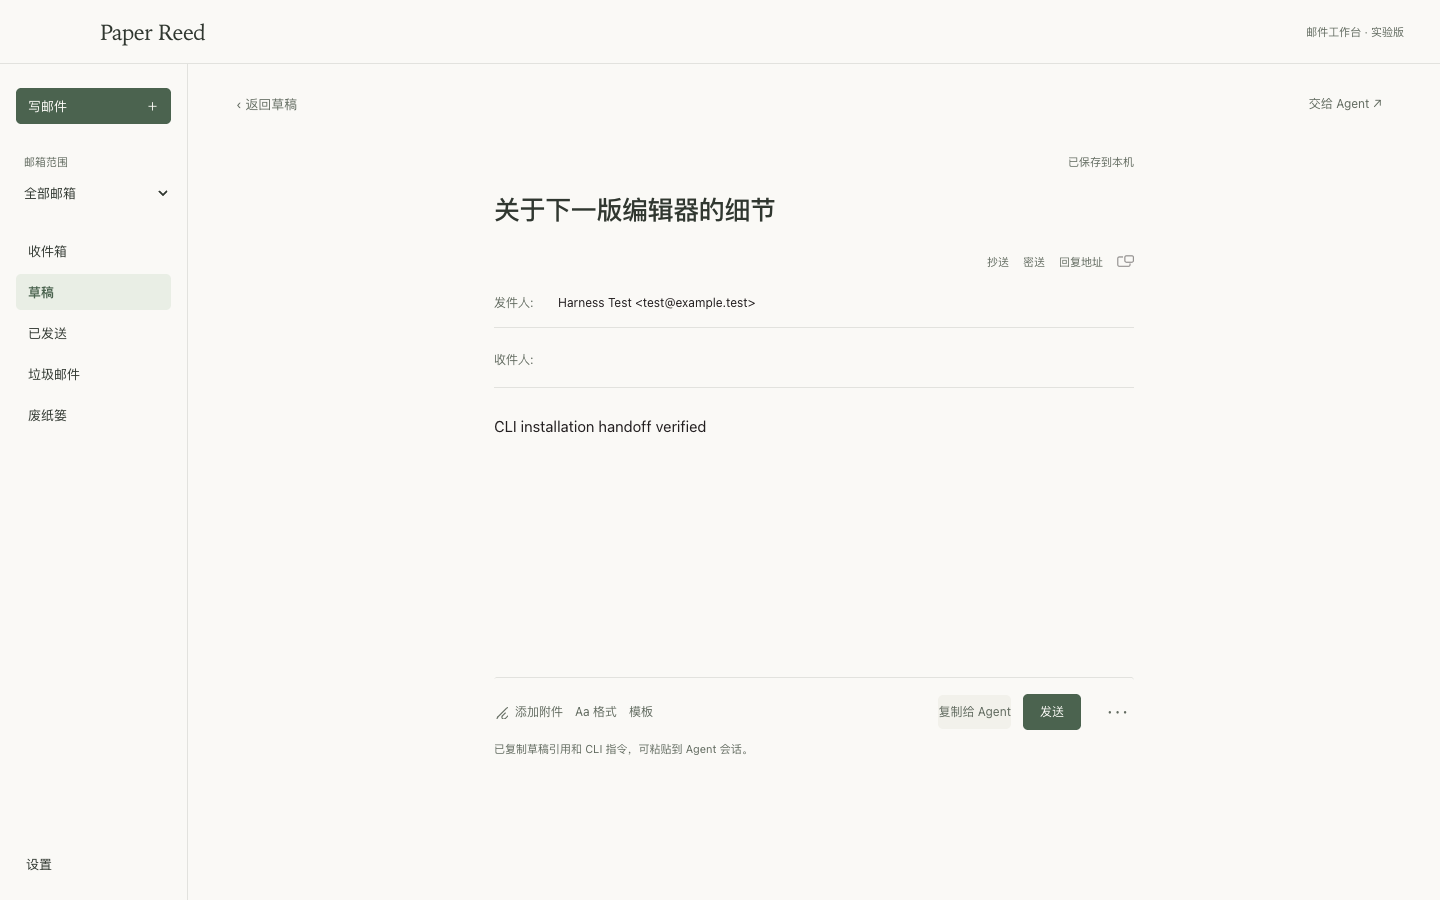 Paper Reed
邮件工作台 · 实验版
写邮件 +
邮箱范围
全部邮箱
收件箱
草稿
已发送
垃圾邮件
废纸篓
设置
‹ 返回草稿
交给 Agent ↗
已保存到本机
关于下一版编辑器的细节
抄送 密送 回复地址
发件人: Harness Test <test@example.test>
收件人:
CLI installation handoff verified
添加附件 Aa 格式 模板 复制给 Agent 发送 ···
已复制草稿引用和 CLI 指令，可粘贴到 Agent 会话。